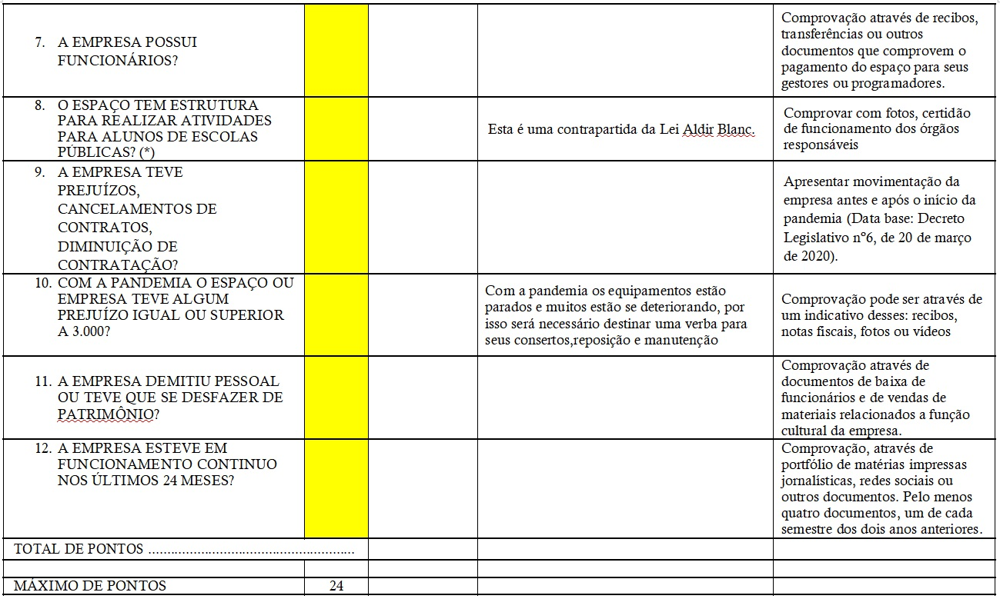 7. A EMPRESA POSSUI
FUNCIONÁRIOS?
Comprovação através de recibos,
transferências ou outros
documentos que comprovem o
pagamento do espaço para seus
gestores ou programadores.
8. O ESPAÇO TEM ESTRUTURA
PARA REALIZAR ATIVIDADES
PARA ALUNOS DE ESCOLAS
PÚBLICAS? (*)
Esta é uma contrapartida da Lei Aldir Blanc.
Comprovar com fotos, certidão
de funcionamento dos órgãos
responsáveis
9. A EMPRESA TEVE
PREJUÍZOS,
CANCELAMENTOS DE
CONTRATOS,
DIMINUIÇÃO DE
CONTRATAÇÃO?
Apresentar movimentação da
empresa antes e após o início da
pandemia (Data base: Decreto
Legislativo nº6, de 20 de março
de 2020).
10. COM A PANDEMIA O ESPAÇO OU
EMPRESA TEVE ALGUM
PREJUÍZO IGUAL OU SUPERIOR
A 3.000?
Com a pandemia os equipamentos estão
parados e muitos estão se deteriorando, por
isso será necessário destinar uma verba para
seus consertos,reposição e manutenção
Comprovação pode ser através de
um indicativo desses: recibos,
notas fiscais, fotos ou vídeos
11. A EMPRESA DEMITIU PESSOAL
OU TEVE QUE SE DESFAZER DE
PATRIMÔNIO?
Comprovação através de
documentos de baixa de
funcionários e de vendas de
materiais relacionados a função
cultural da empresa.
12. A EMPRESA ESTEVE EM
FUNCIONAMENTO CONTINUO
NOS ÚLTIMOS 24 MESES?
Comprovação, através de
portfólio de matérias impressas
jornalísticas, redes sociais ou
outros documentos. Pelo menos
quatro documentos, um de cada
semestre dos dois anos anteriores.
TOTAL DE PONTOS .......................................................
MÁXIMO DE PONTOS 24